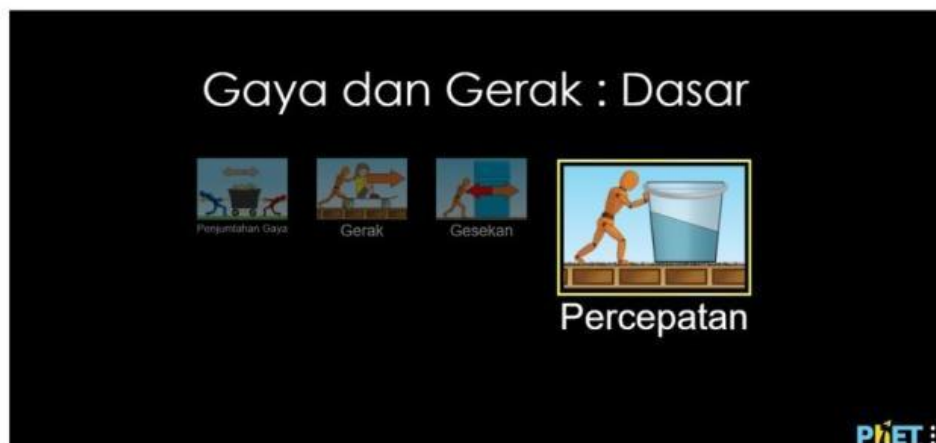 Gaya dan Gerak : Dasar
Penjumlahan Gaya
Gerak
Gesekan
Percepatan
PhET